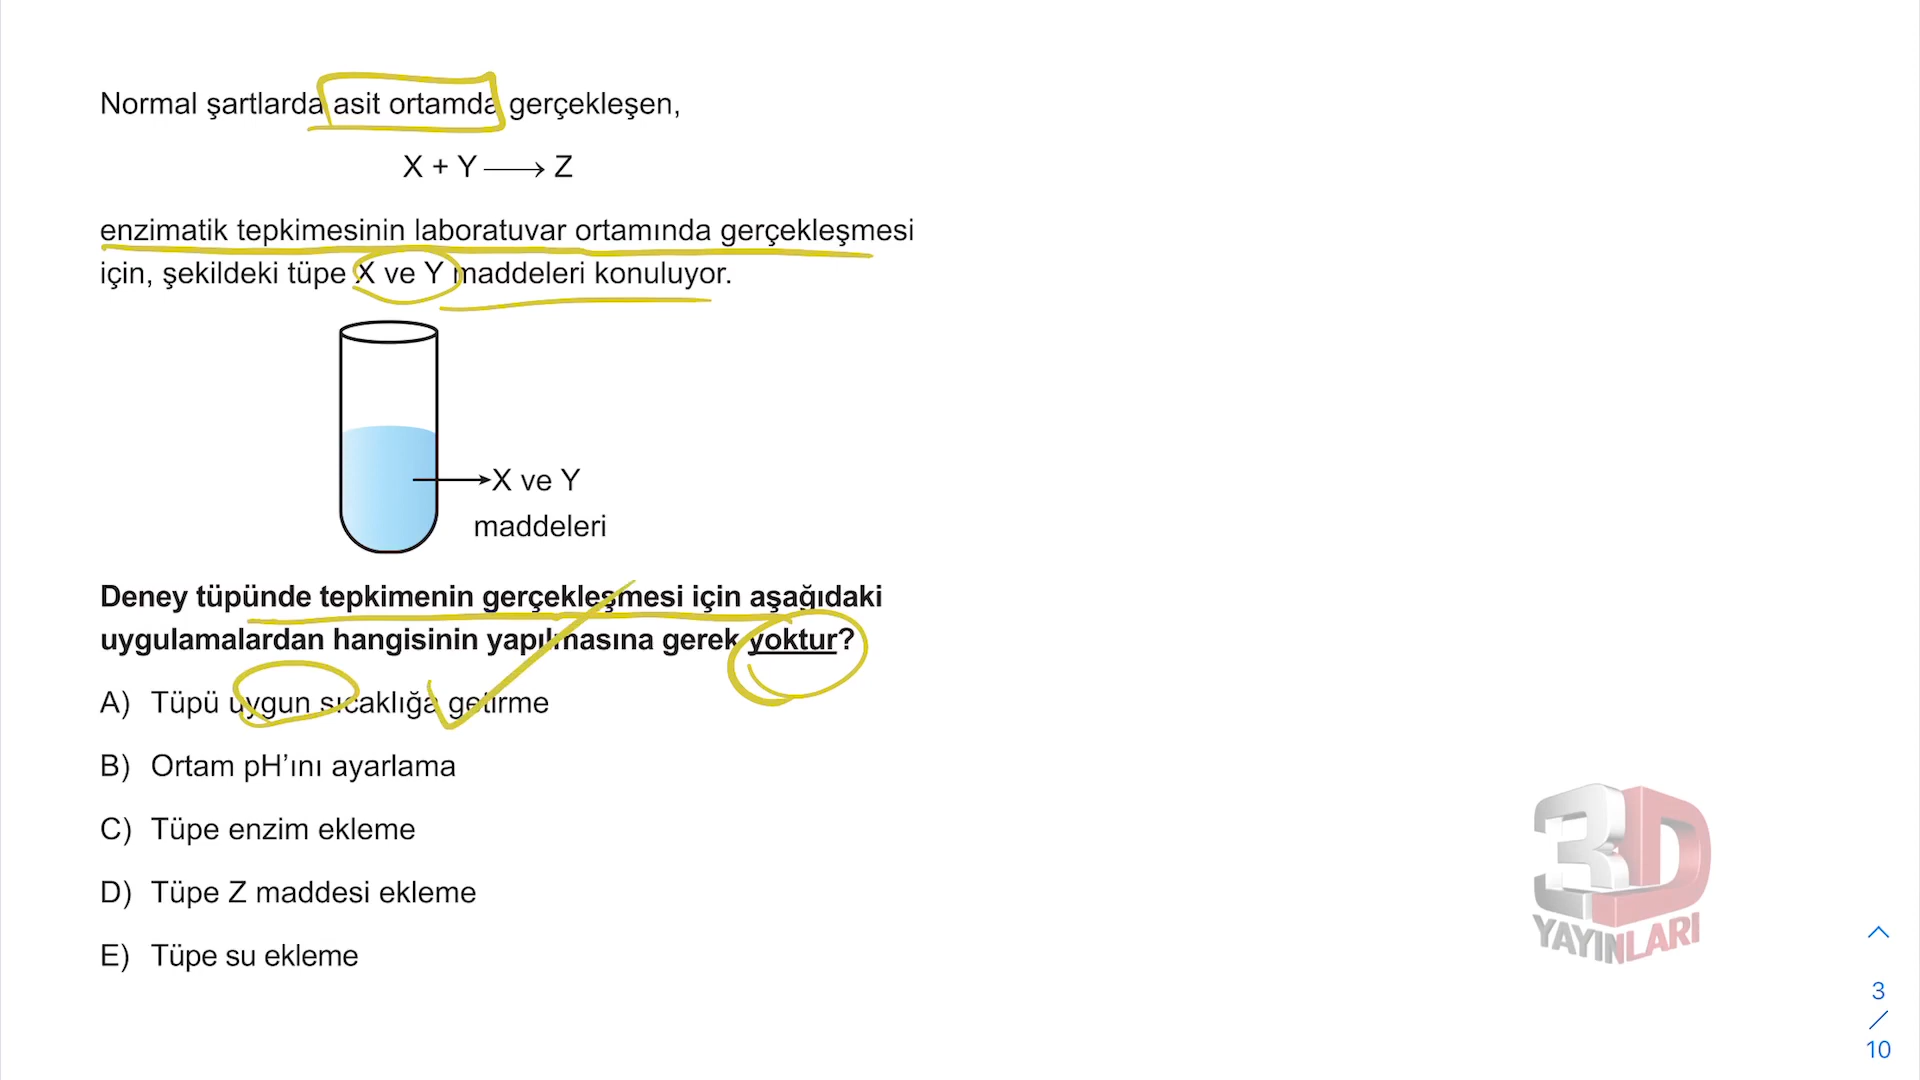 Normal şartlarda asit ortamda gerçekleşen,
X + Y ⟶ Z
enzimatik tepkimesinin laboratuvar ortamında gerçekleşmesi
için, şekildeki tüpe X ve Y maddeleri konuluyor.
X ve Y
maddeleri
Deney tüpünde tepkimenin gerçekleşmesi için aşağıdaki
uygulamalardan hangisinin yapılmasına gerek yoktur?
A) Tüpü uygun sıcaklığa getirme
B) Ortam pH’ını ayarlama
C) Tüpe enzim ekleme
D) Tüpe Z maddesi ekleme
E) Tüpe su ekleme
3D
YAYINLARI
3
/
10